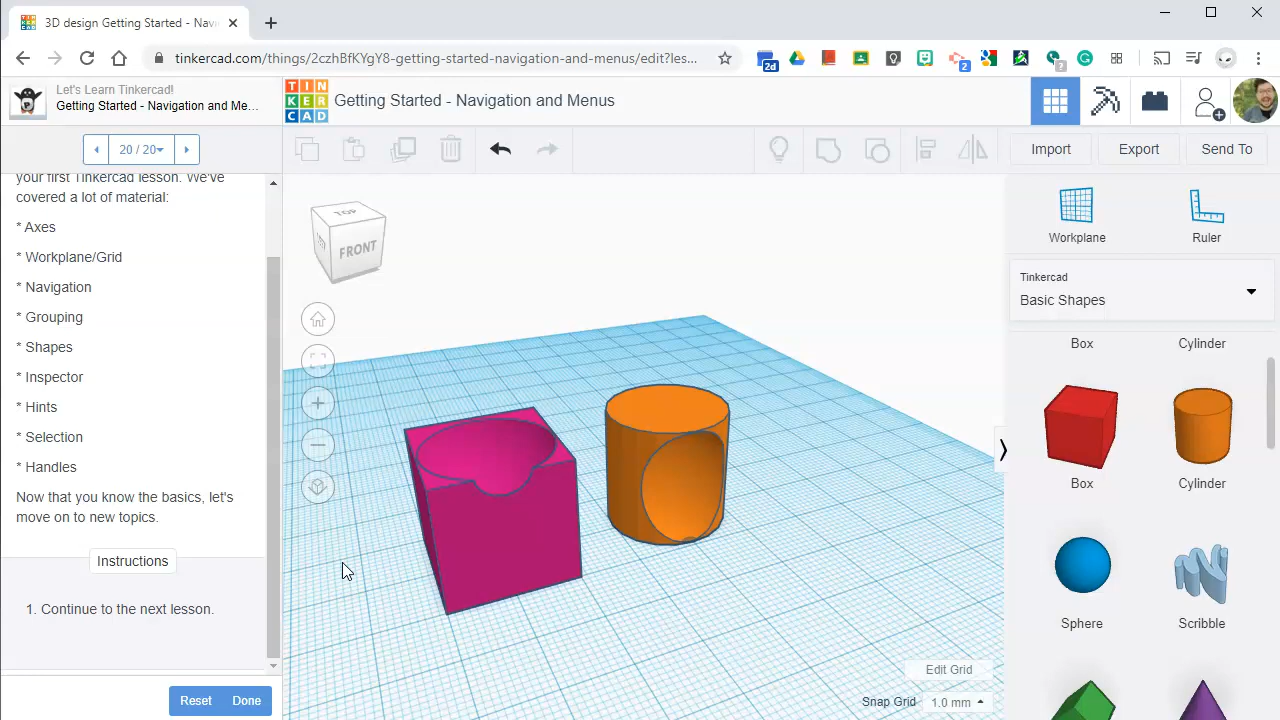 3D design Getting Started - Navi
tinkercad.com/things/2czhBfKYgY8-getting-started-navigation-and-menus/edit?les...
2d
2
?
Let's Learn Tinkercad!
Getting Started - Navigation and Me...
TIN
KER
CAD
Getting Started - Navigation and Menus
20 / 20
Import
Export
Send To
your first Tinkercad lesson. We've
covered a lot of material:
* Axes
* Workplane/Grid
* Navigation
* Grouping
* Shapes
* Inspector
* Hints
* Selection
* Handles
Now that you know the basics, let's
move on to new topics.
Instructions
1. Continue to the next lesson.
Reset
Done
TOP
FRONT
LEFT
Edit Grid
Snap Grid
1.0 mm
Workplane
Ruler
Tinkercad
Basic Shapes
Box
Cylinder
Box
Cylinder
Sphere
Scribble